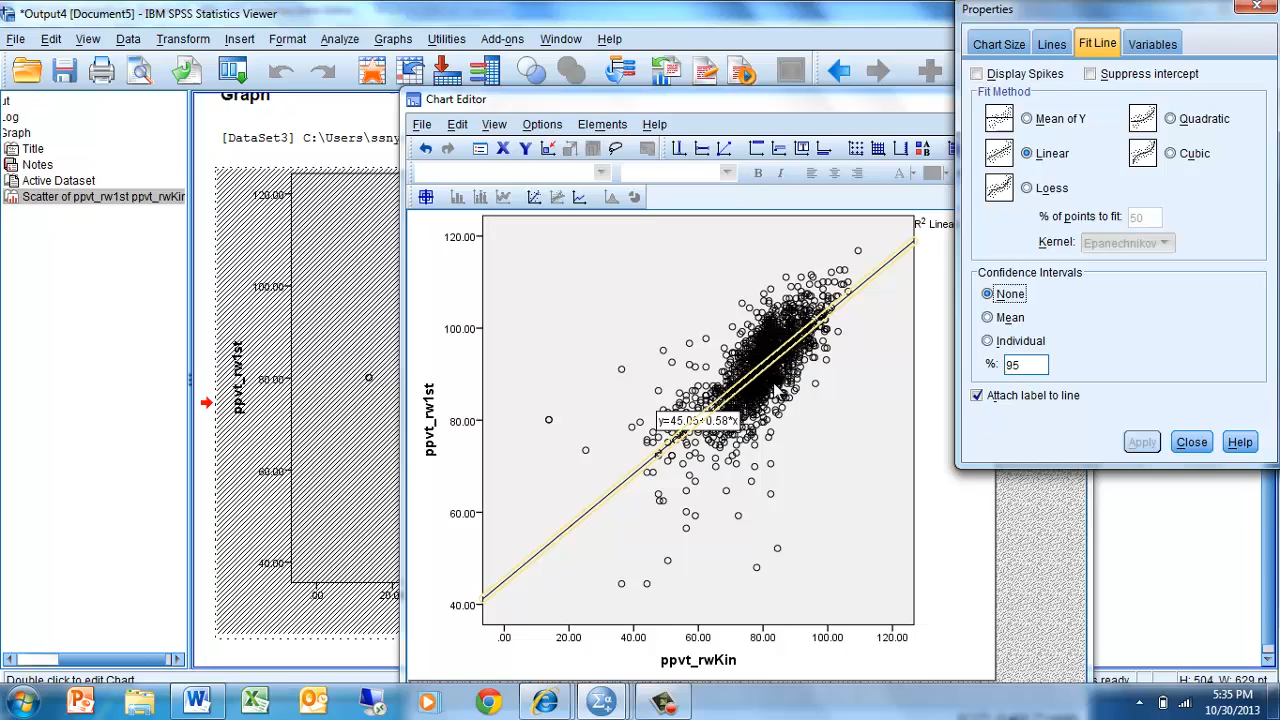 *Output4 [Document5] - IBM SPSS Statistics Viewer
File Edit View Data Transform Insert Format Analyze Graphs Utilities Add-ons Window Help
ut
Log
Graph
Title
Notes
Active Dataset
Scatter of ppvt_rw1st ppvt_rwKin
Graph
[DataSet3] C:\Users\ssny
120.00
100.00
80.00
60.00
40.00
ppvt_rw1st
.00 20.0
Chart Editor
File Edit View Options Elements Help
X Y
B I A
R² Linea
120.00
100.00
80.00
60.00
40.00
ppvt_rw1st
.00 20.00 40.00 60.00 80.00 100.00 120.00
ppvt_rwKin
Properties
Chart Size Lines Fit Line Variables
Display Spikes Suppress intercept
Fit Method
Mean of Y Quadratic
Linear Cubic
Loess
% of points to fit: 50
Kernel: Epanechnikov
Confidence Intervals
None
Mean
Individual
%: 95
Attach label to line
Apply Close Help
Double click to edit Chart
s ready H: 504, W: 629 pt
5:35 PM
10/30/2013